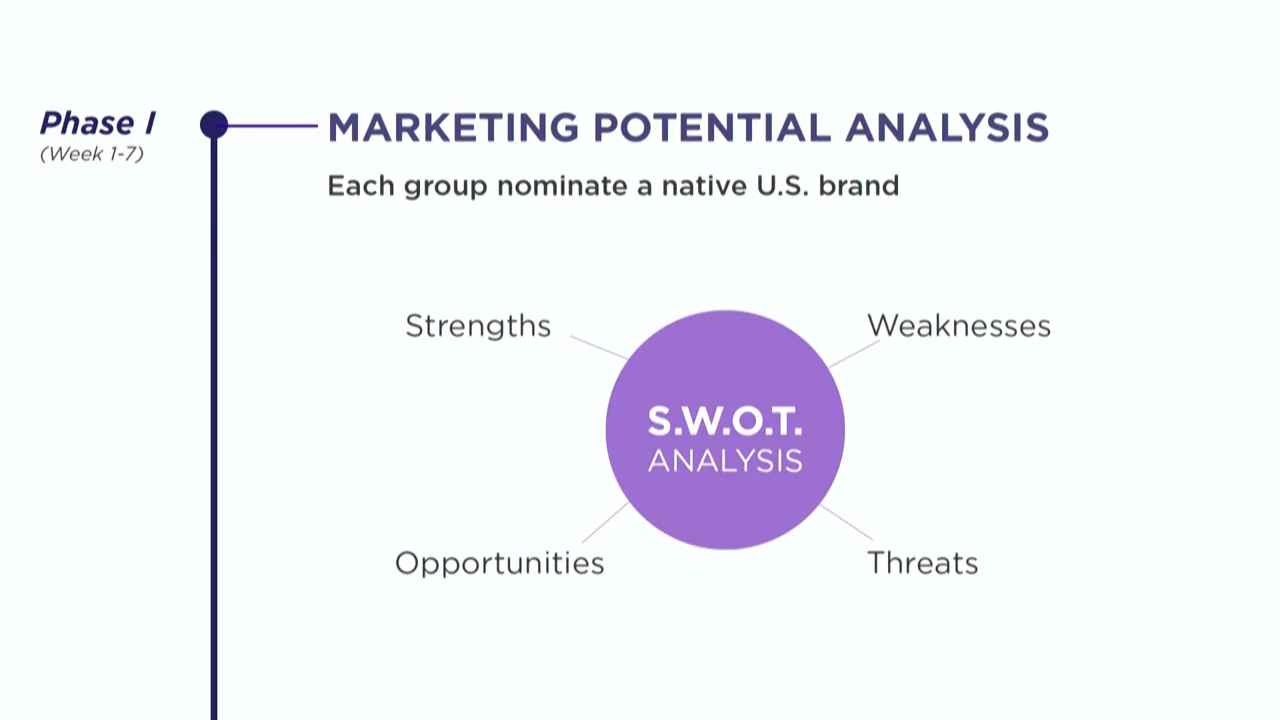 Phase I
(Week 1-7)
MARKETING POTENTIAL ANALYSIS
Each group nominate a native U.S. brand
Strengths
Weaknesses
S.W.O.T.
ANALYSIS
Opportunities
Threats